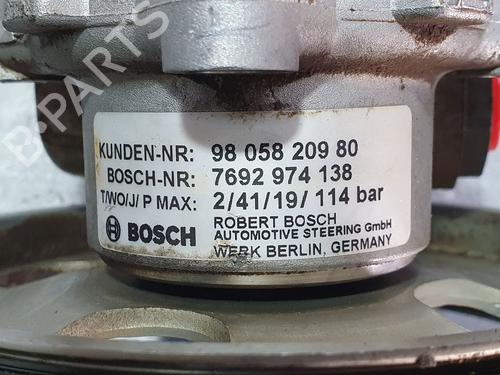 B-PARTS
KUNDEN-NR: 98 058 209 80
BOSCH-NR: 7692 974 138
T/WO/J/ P MAX: 2/41/19/ 114 bar
BOSCH
ROBERT BOSCH
AUTOMOTIVE STEERING GmbH
WERK BERLIN, GERMANY